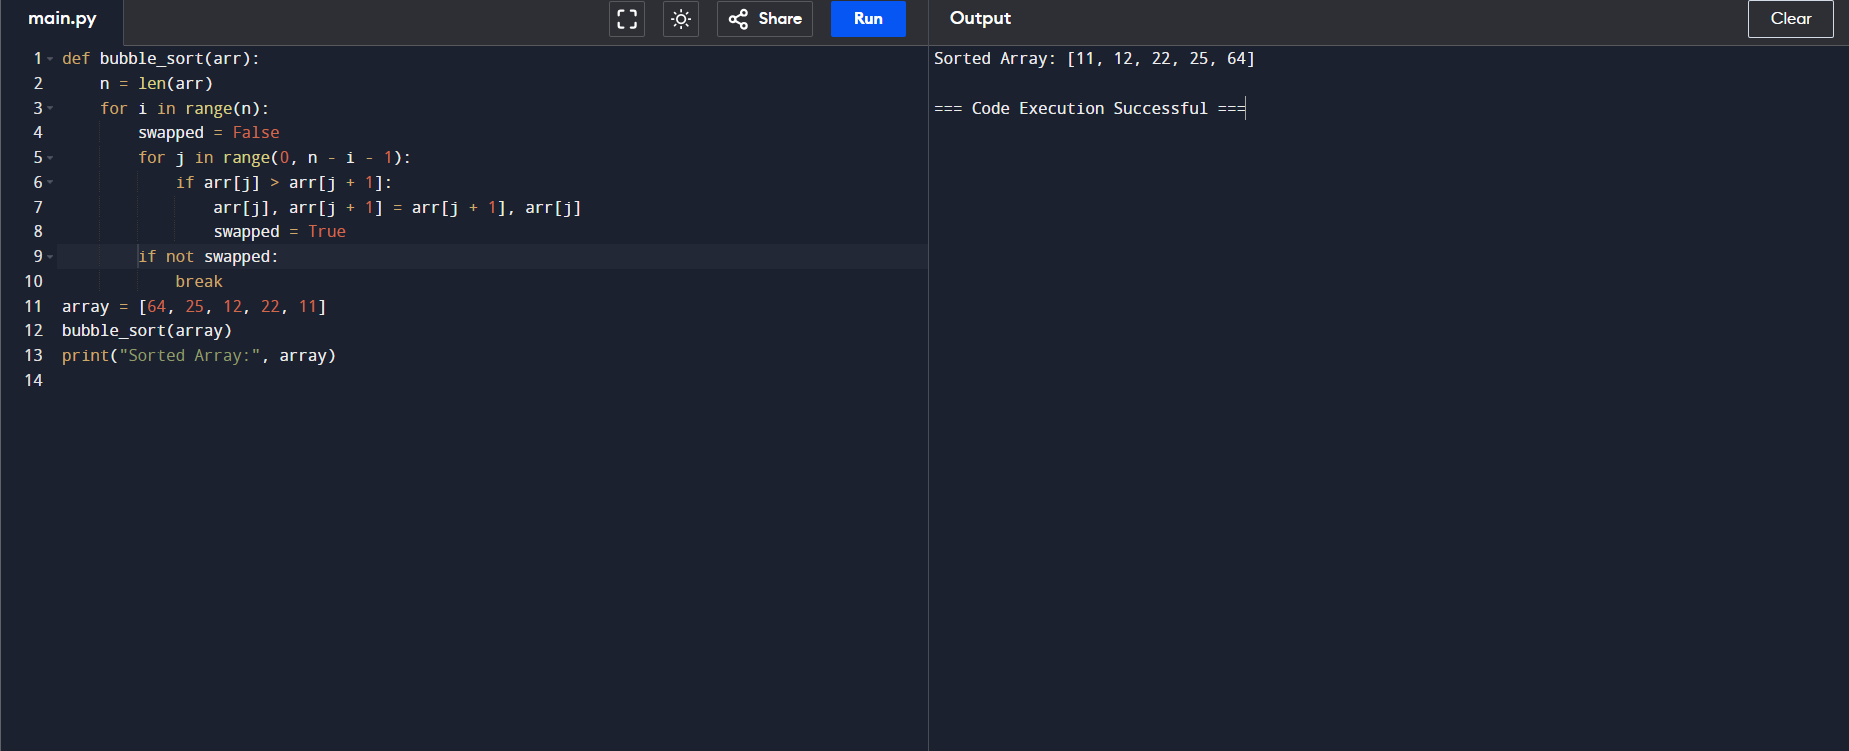 main.py
Share
Run
Output
Clear
1 def bubble_sort(arr):
2     n = len(arr)
3     for i in range(n):
4         swapped = False
5         for j in range(0, n - i - 1):
6             if arr[j] > arr[j + 1]:
7                 arr[j], arr[j + 1] = arr[j + 1], arr[j]
8                 swapped = True
9         if not swapped:
10             break
11 array = [64, 25, 12, 22, 11]
12 bubble_sort(array)
13 print("Sorted Array:", array)
14
Sorted Array: [11, 12, 22, 25, 64]
=== Code Execution Successful ===